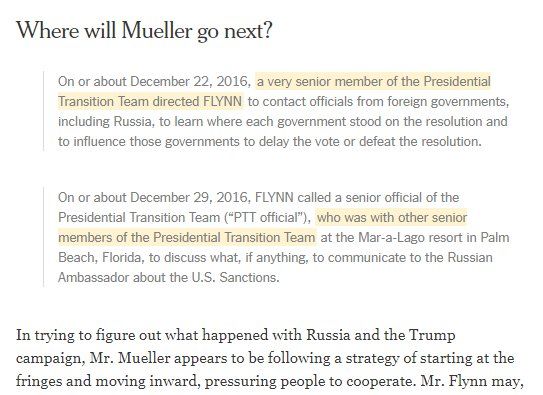 Where will Mueller go next?
On or about December 22, 2016, a very senior member of the Presidential
Transition Team directed FLYNN to contact officials from foreign governments,
including Russia, to learn where each government stood on the resolution and
to influence those governments to delay the vote or defeat the resolution.
On or about December 29, 2016, FLYNN called a senior official of the
Presidential Transition Team (“PTT official”), who was with other senior
members of the Presidential Transition Team at the Mar-a-Lago resort in Palm
Beach, Florida, to discuss what, if anything, to communicate to the Russian
Ambassador about the U.S. Sanctions.
In trying to figure out what happened with Russia and the Trump
campaign, Mr. Mueller appears to be following a strategy of starting at the
fringes and moving inward, pressuring people to cooperate. Mr. Flynn may,